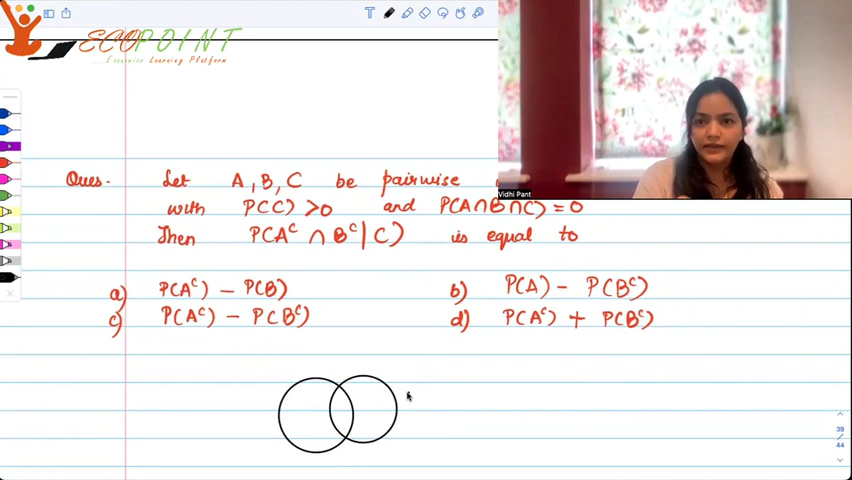 ECOPOINT
....Ecomwise Learning Platform
Vidhi Pant
Ques. Let A, B, C be pairwise
with P(C) >0 and P(A∩B∩C) = 0
Then P(Aᶜ ∩ Bᶜ | C) is equal to
a) P(Aᶜ) - P(B) b) P(A) - P(Bᶜ)
c) P(Aᶜ) - P(Bᶜ) d) P(Aᶜ) + P(Bᶜ)
39
/
44